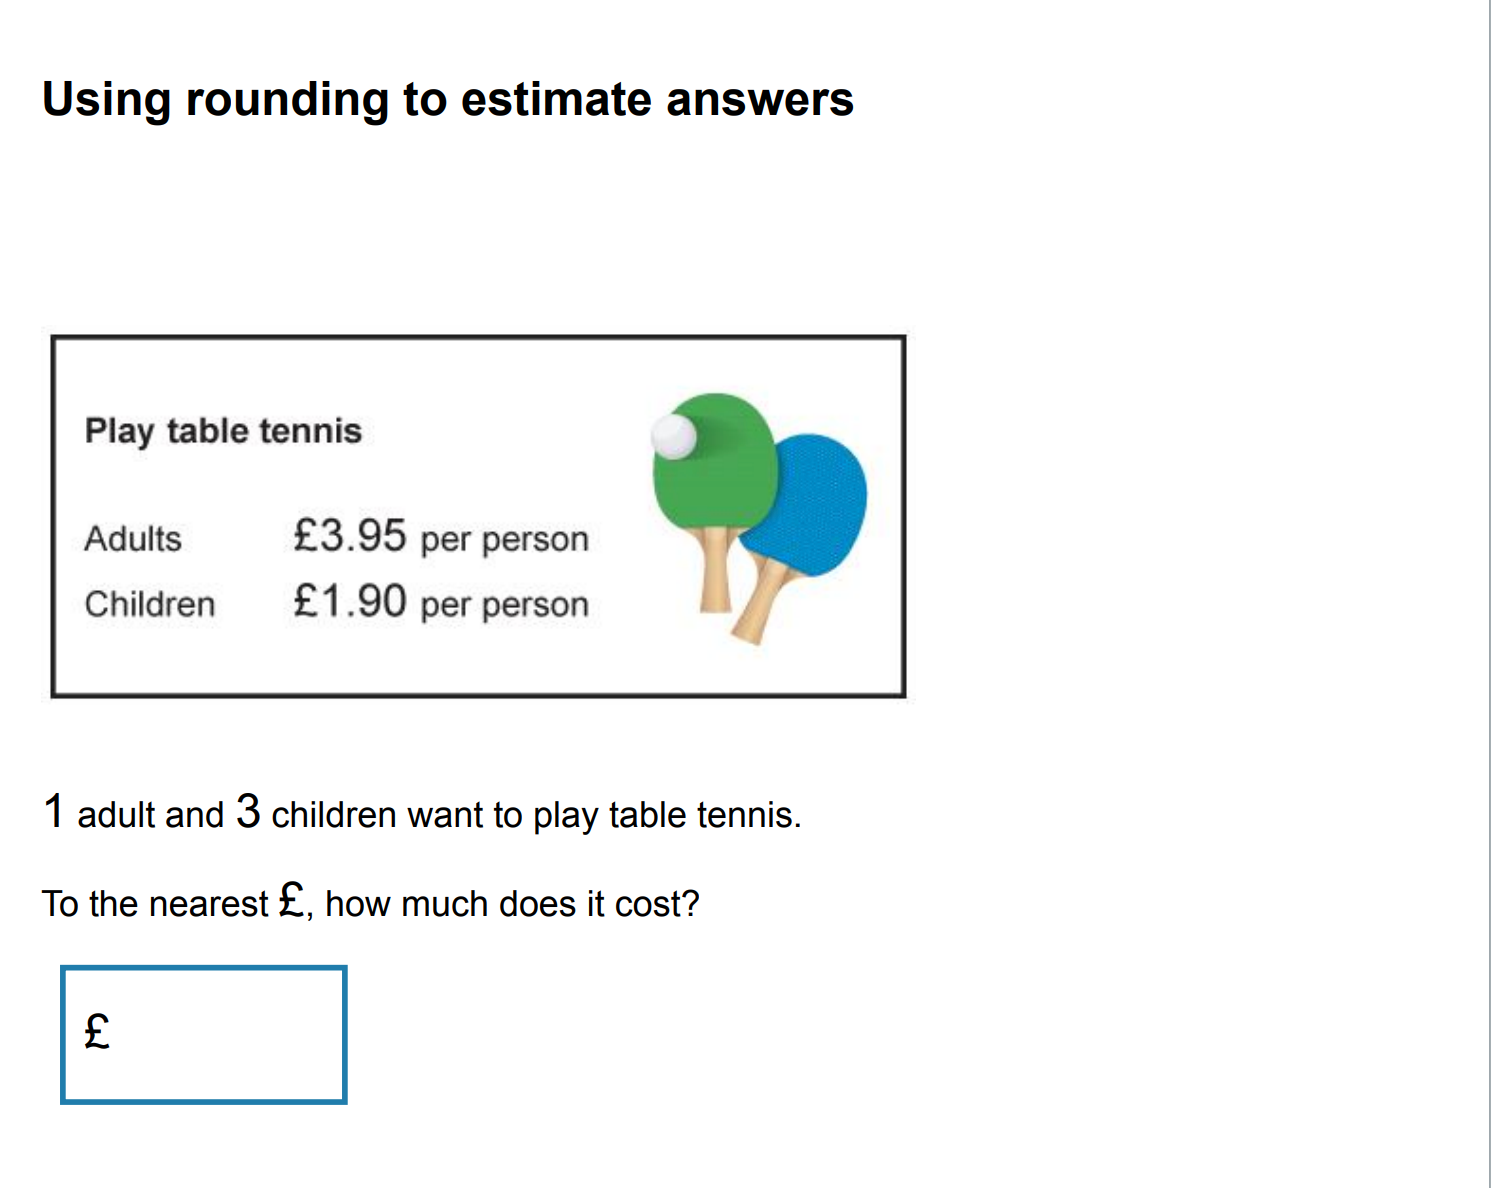 Using rounding to estimate answers
Play table tennis
Adults £3.95 per person
Children £1.90 per person
1 adult and 3 children want to play table tennis.
To the nearest £, how much does it cost?
£